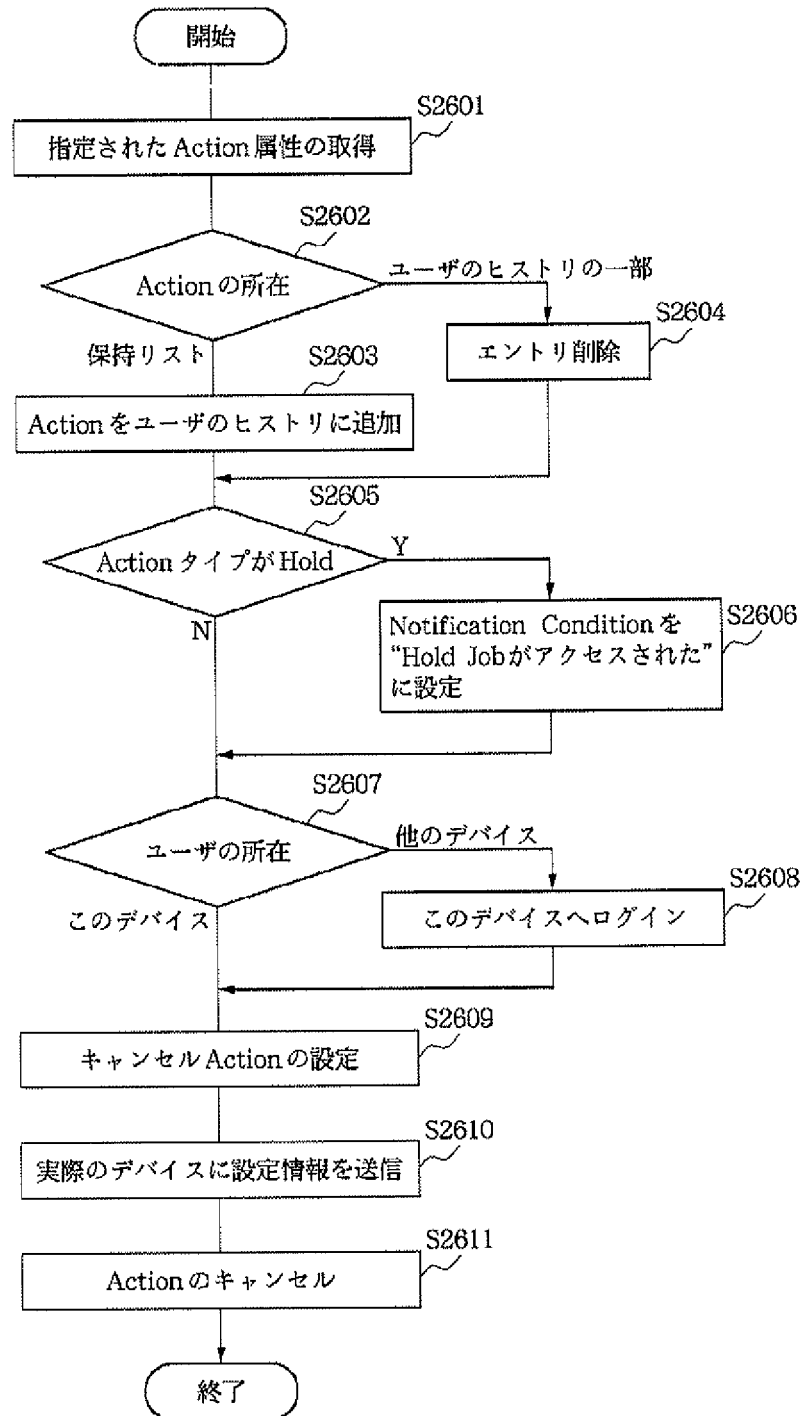 開始
S2601
指定されたAction属性の取得
S2602
Actionの所在
ユーザのヒストリの一部
S2604
エントリ削除
保持リスト
S2603
Actionをユーザのヒストリに追加
S2605
ActionタイプがHold
Y
N
S2606
Notification Conditionを
“Hold Jobがアクセスされた”
に設定
S2607
ユーザの所在
他のデバイス
S2608
このデバイスへログイン
このデバイス
S2609
キャンセルActionの設定
S2610
実際のデバイスに設定情報を送信
S2611
Actionのキャンセル
終了